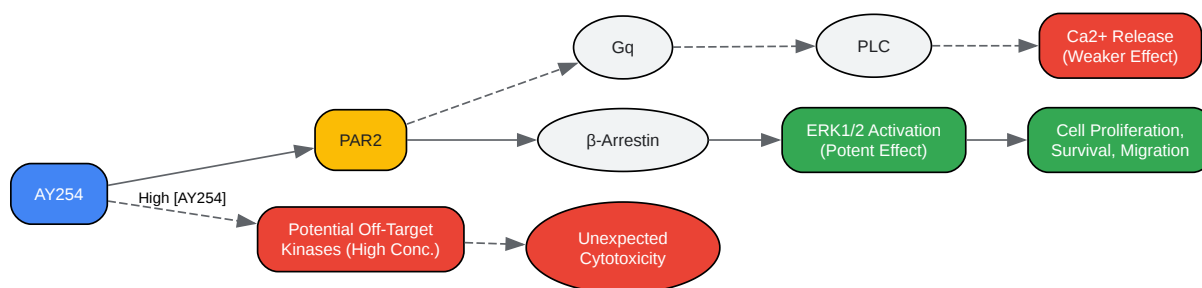 Gq
PLC
Ca2+ Release
(Weaker Effect)
PAR2
β-Arrestin
ERK1/2 Activation
(Potent Effect)
Cell Proliferation,
Survival, Migration
AY254
High [AY254]
Potential Off-Target
Kinases (High Conc.)
Unexpected
Cytotoxicity